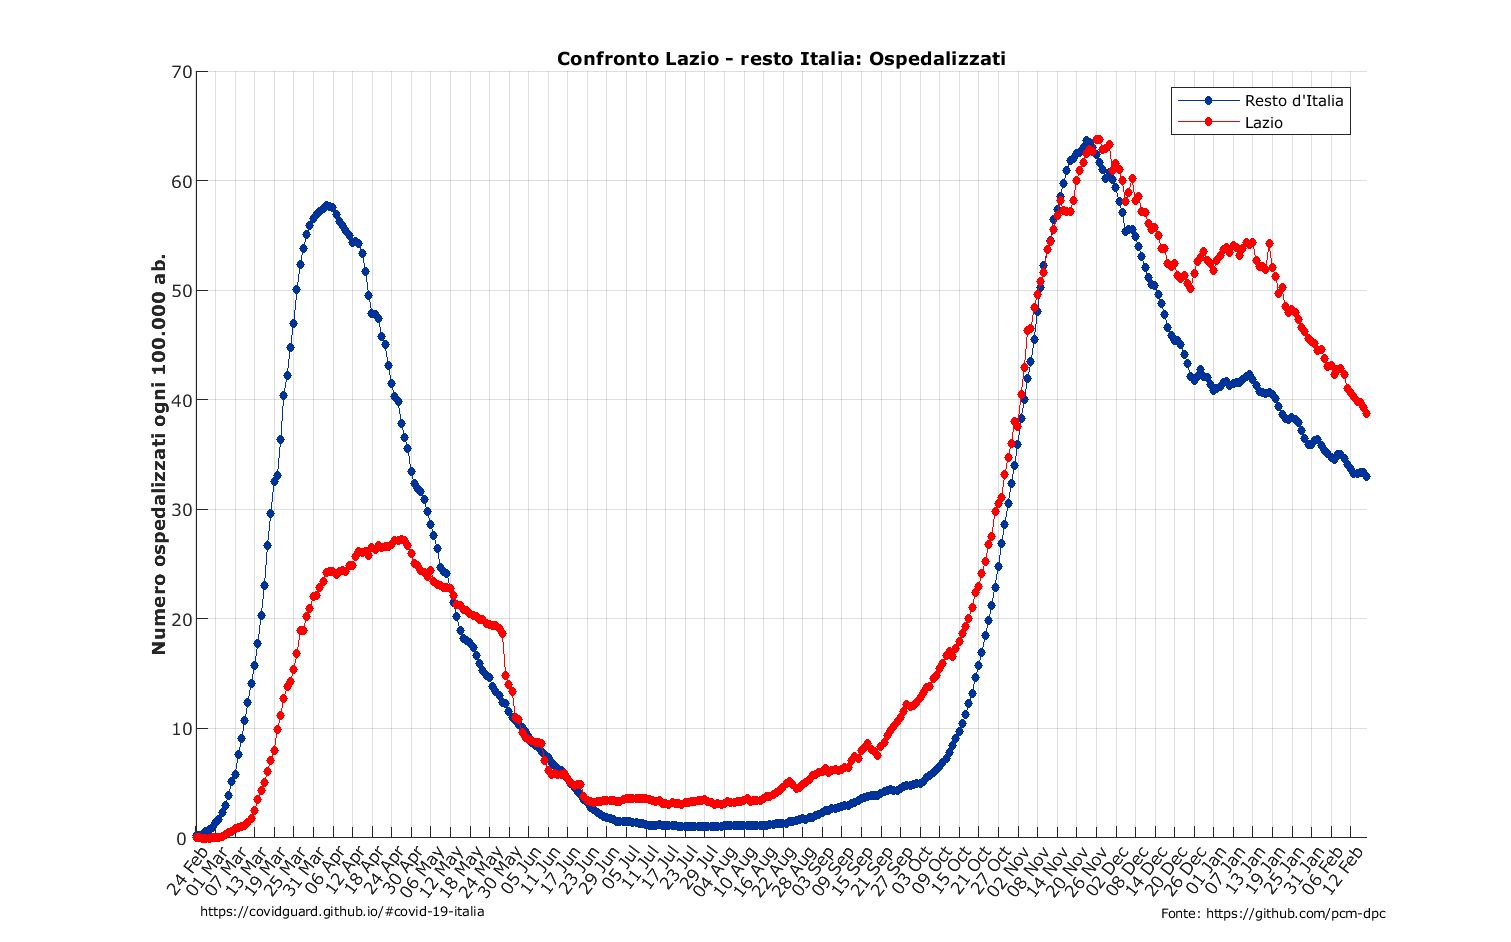 Confronto Lazio - resto Italia: Ospedalizzati
Resto d'Italia
Lazio
Numero ospedalizzati ogni 100.000 ab.
70
60
50
40
30
20
10
0
24 Feb
01 Mar
07 Mar
13 Mar
19 Mar
25 Mar
31 Mar
06 Apr
12 Apr
18 Apr
24 Apr
30 Apr
06 May
12 May
18 May
24 May
30 May
05 Jun
11 Jun
17 Jun
23 Jun
29 Jun
05 Jul
11 Jul
17 Jul
23 Jul
29 Jul
04 Aug
10 Aug
16 Aug
22 Aug
28 Aug
03 Sep
09 Sep
15 Sep
21 Sep
27 Sep
03 Oct
09 Oct
15 Oct
21 Oct
27 Oct
02 Nov
08 Nov
14 Nov
20 Nov
26 Nov
02 Dec
08 Dec
14 Dec
20 Dec
26 Dec
01 Jan
07 Jan
13 Jan
19 Jan
25 Jan
31 Jan
06 Feb
12 Feb
https://covidguard.github.io/#covid-19-italia
Fonte: https://github.com/pcm-dpc